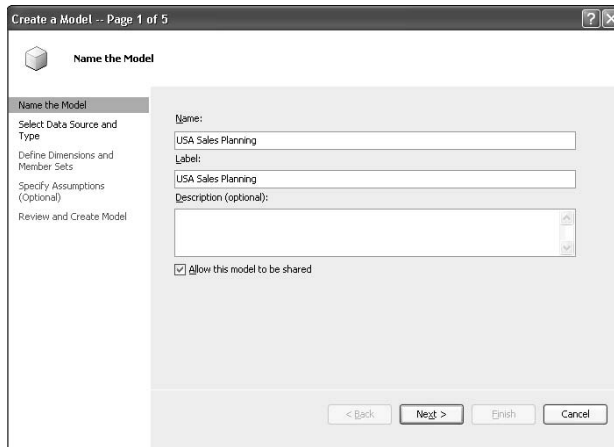 Create a Model -- Page 1 of 5
Name the Model
Name the Model
Select Data Source and
Type
Define Dimensions and
Member Sets
Specify Assumptions
(Optional)
Review and Create Model
Name:
USA Sales Planning
Label:
USA Sales Planning
Description (optional):
Allow this model to be shared
< Back
Next >
Finish
Cancel